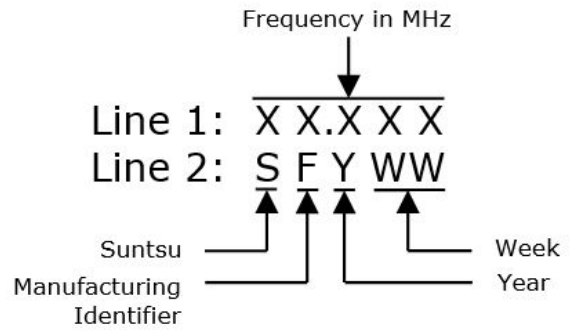 Frequency in MHz
Line 1: X X.X X X
Line 2: S F Y WW
Suntsu
Week
Manufacturing
Identifier
Year